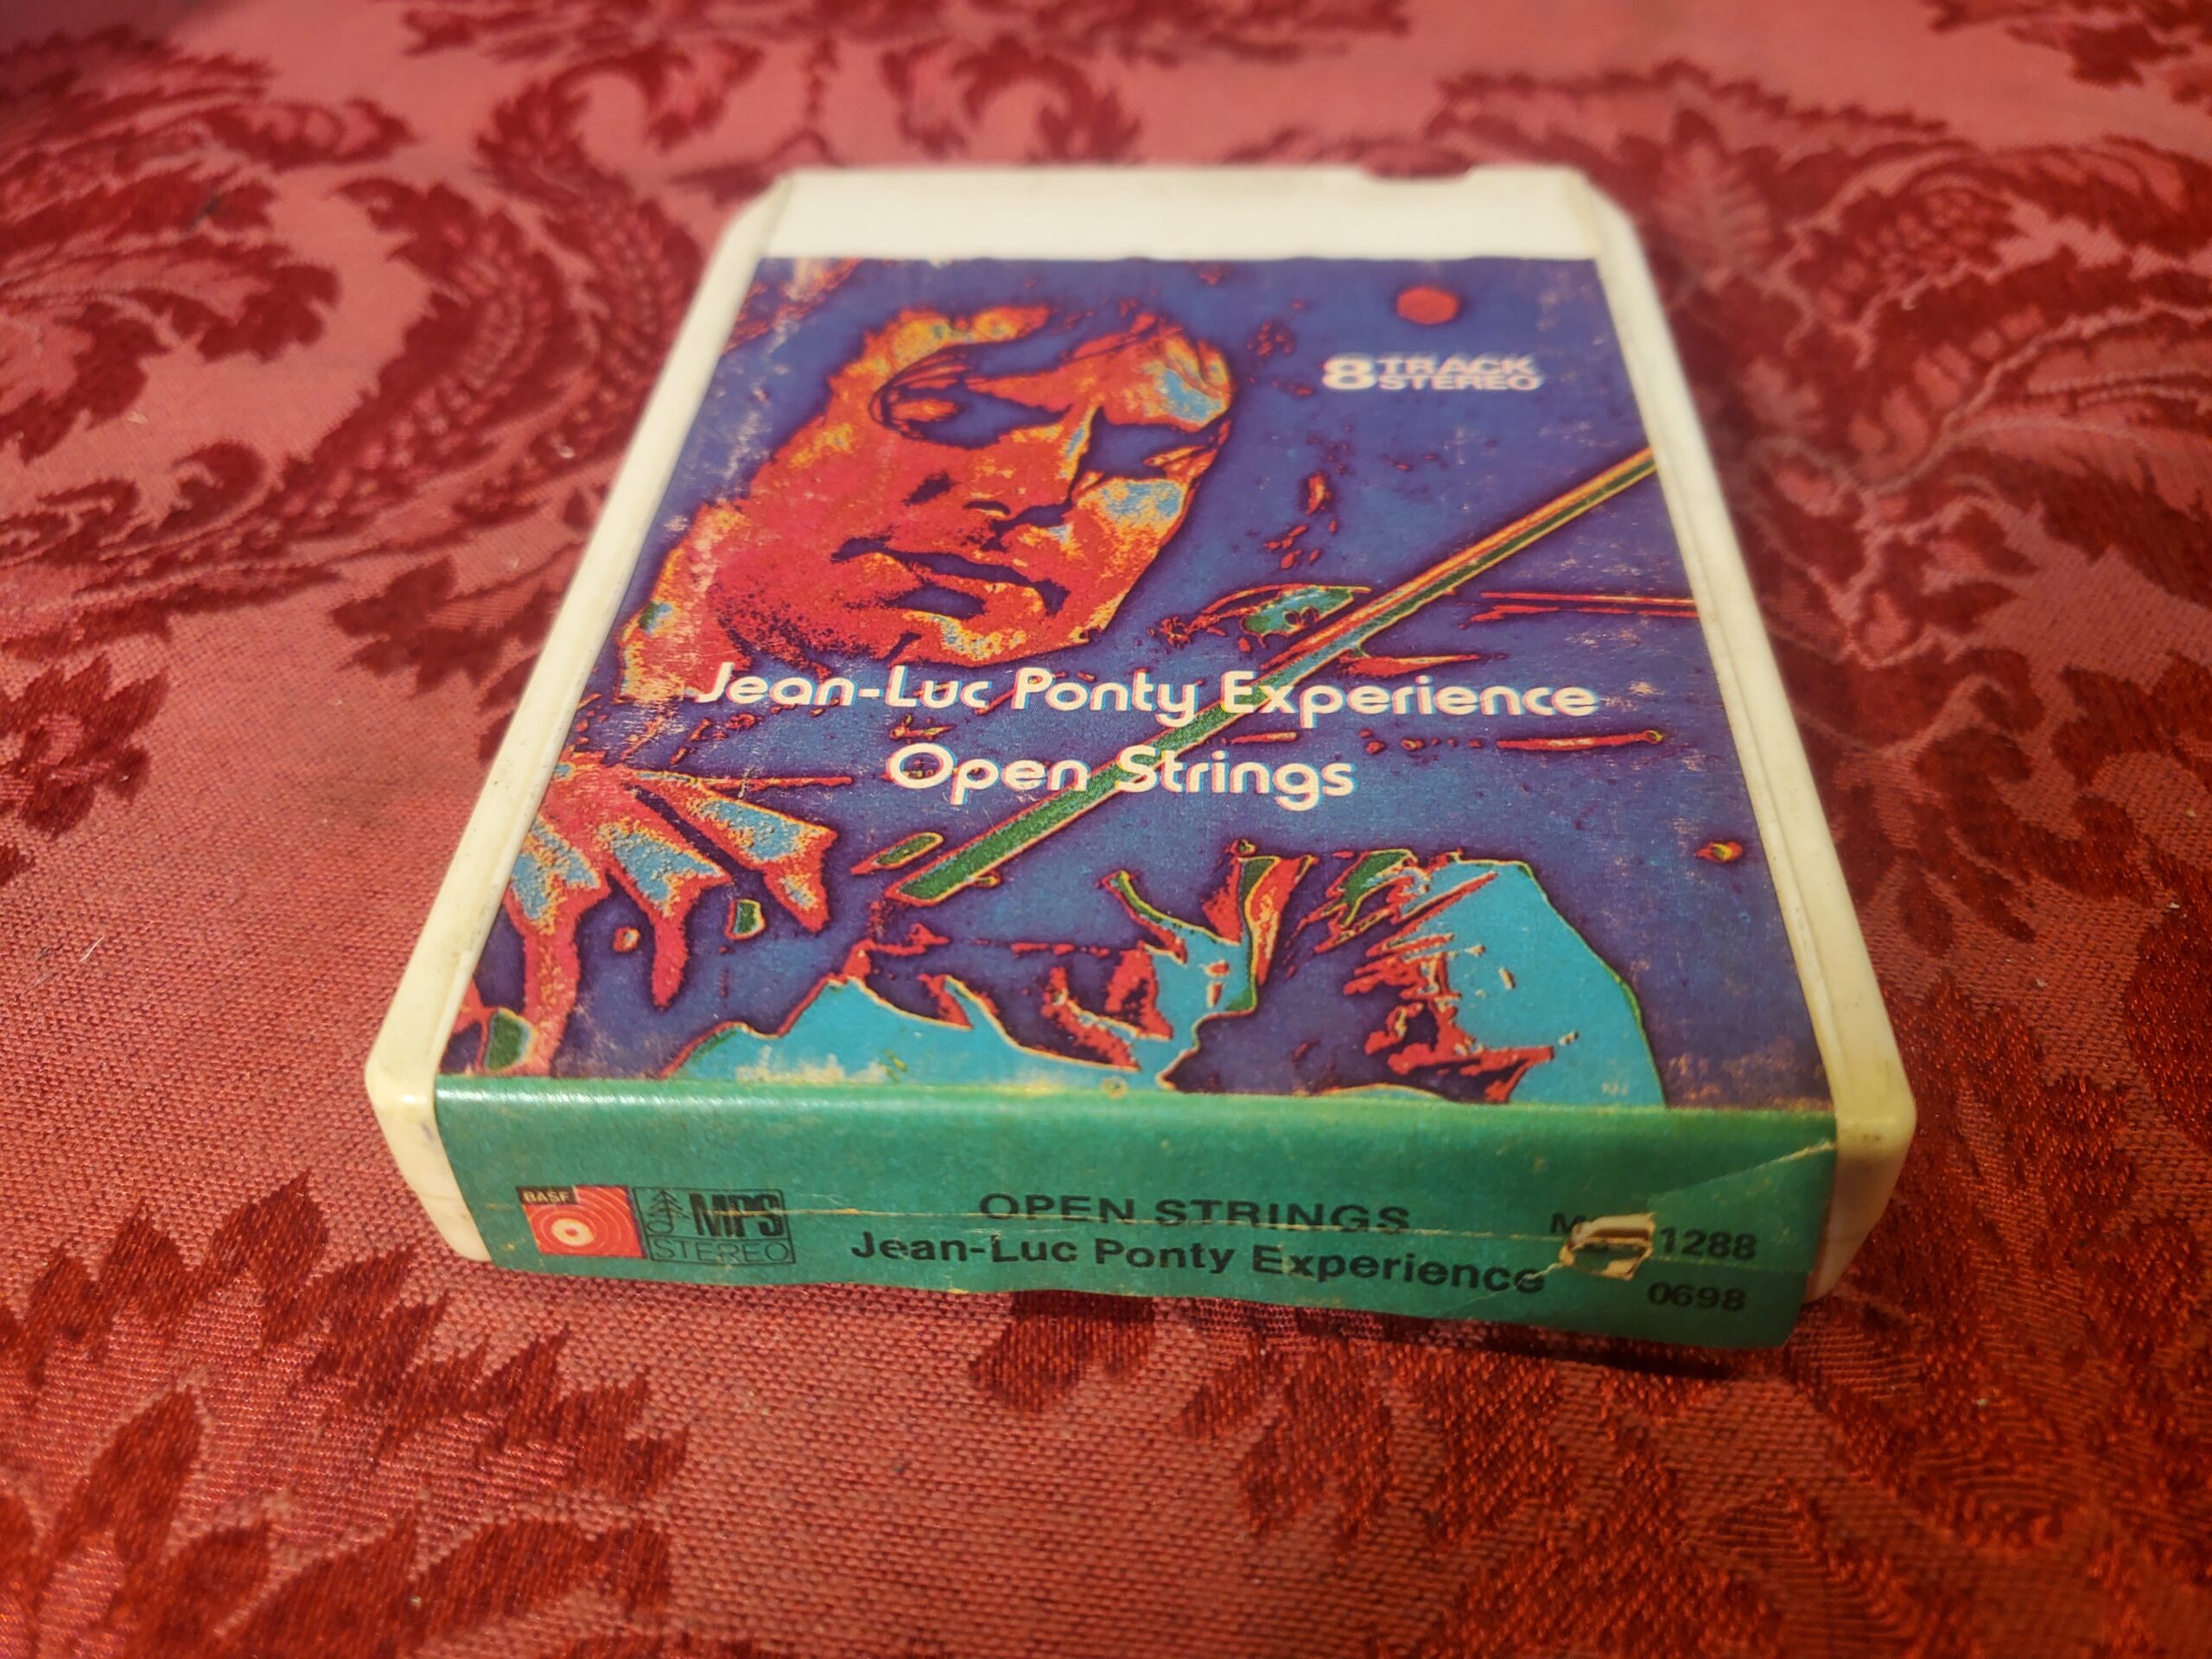 8 TRACK
STEREO
Jean-Luc Ponty Experience
Open Strings
BASF
MPS
STEREO
OPEN STRINGS
Jean-Luc Ponty Experience
1288
0698